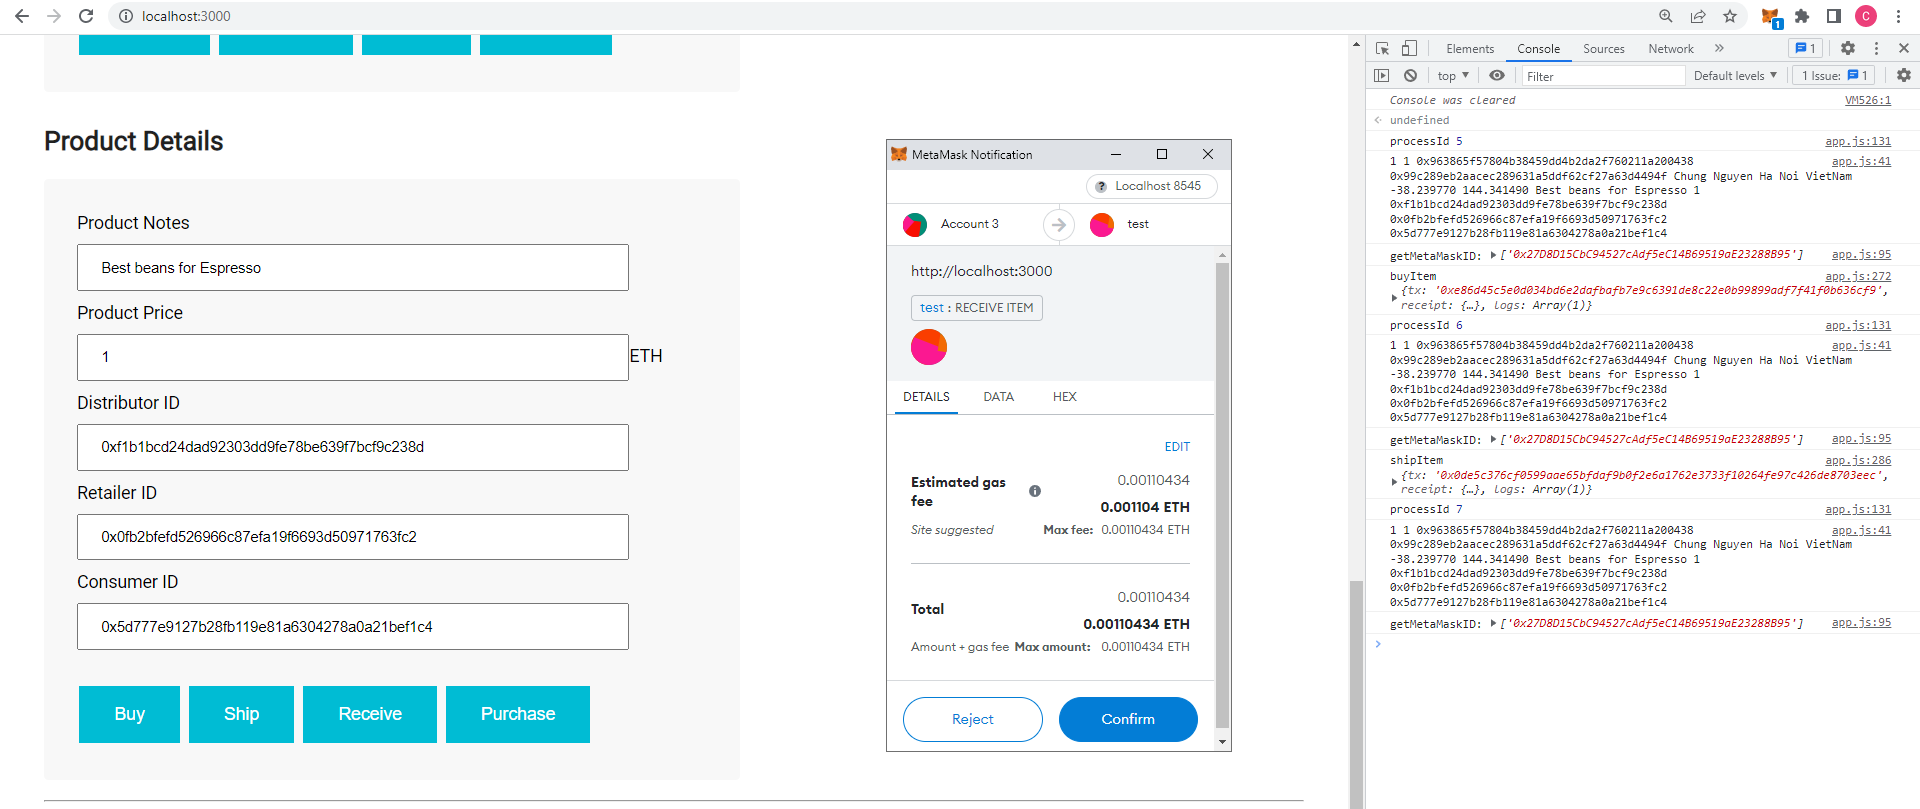 localhost:3000
1
C
Product Details
Product Notes
Best beans for Espresso
Product Price
1
ETH
Distributor ID
0xf1b1bcd24dad92303dd9fe78be639f7bcf9c238d
Retailer ID
0x0fb2bfefd526966c87efa19f6693d50971763fc2
Consumer ID
0x5d777e9127b28fb119e81a6304278a0a21bef1c4
Buy
Ship
Receive
Purchase
MetaMask Notification
Localhost 8545
Account 3
test
http://localhost:3000
test : RECEIVE ITEM
DETAILS
DATA
HEX
EDIT
Estimated gas fee
0.00110434
0.001104 ETH
Site suggested
Max fee: 0.00110434 ETH
Total
0.00110434
0.00110434 ETH
Amount + gas fee Max amount: 0.00110434 ETH
Reject
Confirm
Elements
Console
Sources
Network
1
top
Filter
Default levels
1 Issue: 1
Console was cleared VM526:1
undefined
processId 5 app.js:131
1 1 0x963865f57804b38459dd4b2da2f760211a200438 app.js:41
0x99c289eb2aacec289631a5ddf62cf27a63d4494f Chung Nguyen Ha Noi VietNam
-38.239770 144.341490 Best beans for Espresso 1
0xf1b1bcd24dad92303dd9fe78be639f7bcf9c238d
0x0fb2bfefd526966c87efa19f6693d50971763fc2
0x5d777e9127b28fb119e81a6304278a0a21bef1c4
getMetaMaskID: ['0x27D8D15CbC94527cAdf5eC14B69519aE23288B95'] app.js:95
buyItem app.js:272
{tx: '0xe86d45c5e0d034bd6e2dafbafb7e9c6391de8c22e0b99899adf7f41f0b636cf9',
receipt: {…}, logs: Array(1)}
processId 6 app.js:131
1 1 0x963865f57804b38459dd4b2da2f760211a200438 app.js:41
0x99c289eb2aacec289631a5ddf62cf27a63d4494f Chung Nguyen Ha Noi VietNam
-38.239770 144.341490 Best beans for Espresso 1
0xf1b1bcd24dad92303dd9fe78be639f7bcf9c238d
0x0fb2bfefd526966c87efa19f6693d50971763fc2
0x5d777e9127b28fb119e81a6304278a0a21bef1c4
getMetaMaskID: ['0x27D8D15CbC94527cAdf5eC14B69519aE23288B95'] app.js:95
shipItem app.js:286
{tx: '0x0de5c376cf0599aae65bfdaf9b0f2e6a1762e3733f10264fe97c426de8703eec',
receipt: {…}, logs: Array(1)}
processId 7 app.js:131
1 1 0x963865f57804b38459dd4b2da2f760211a200438 app.js:41
0x99c289eb2aacec289631a5ddf62cf27a63d4494f Chung Nguyen Ha Noi VietNam
-38.239770 144.341490 Best beans for Espresso 1
0xf1b1bcd24dad92303dd9fe78be639f7bcf9c238d
0x0fb2bfefd526966c87efa19f6693d50971763fc2
0x5d777e9127b28fb119e81a6304278a0a21bef1c4
getMetaMaskID: ['0x27D8D15CbC94527cAdf5eC14B69519aE23288B95'] app.js:95